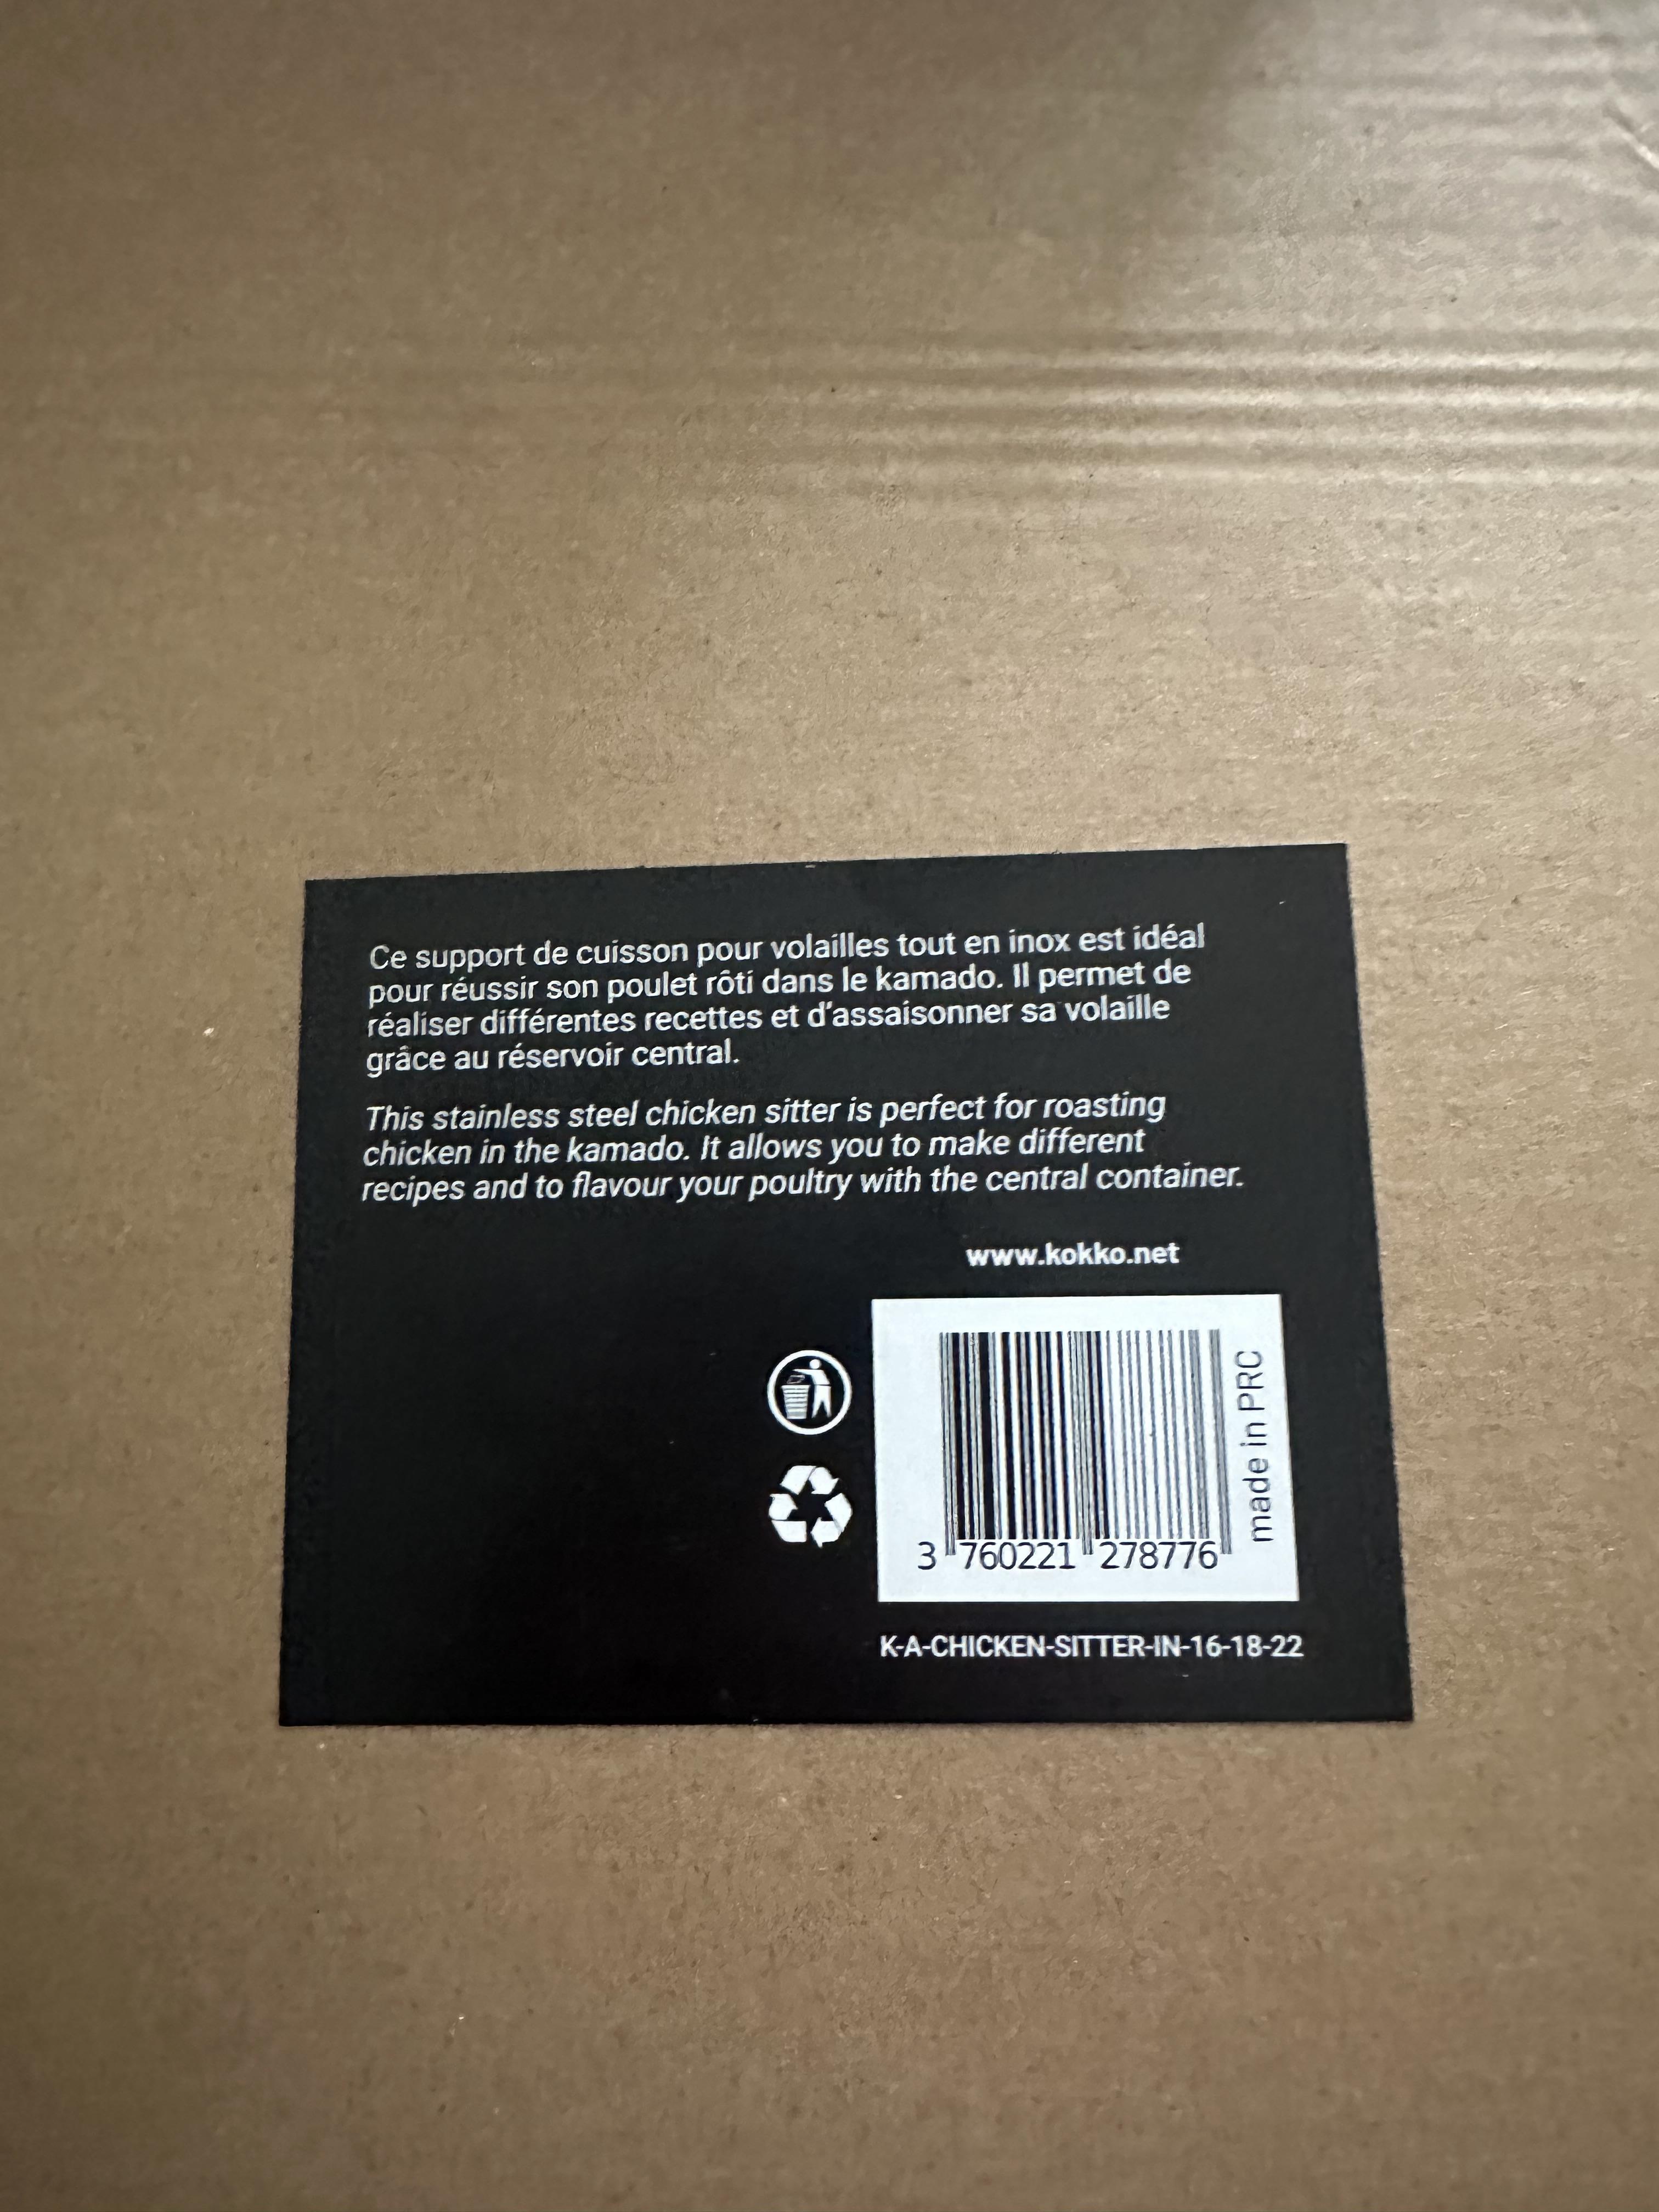 Ce support de cuisson pour volailles tout en inox est idéal
pour réussir son poulet rôti dans le kamado. Il permet de
réaliser différentes recettes et d'assaisonner sa volaille
grâce au réservoir central.
This stainless steel chicken sitter is perfect for roasting
chicken in the kamado. It allows you to make different
recipes and to flavour your poultry with the central container.
www.kokko.net
made in PRC
3 760221 278776
K-A-CHICKEN-SITTER-IN-16-18-22